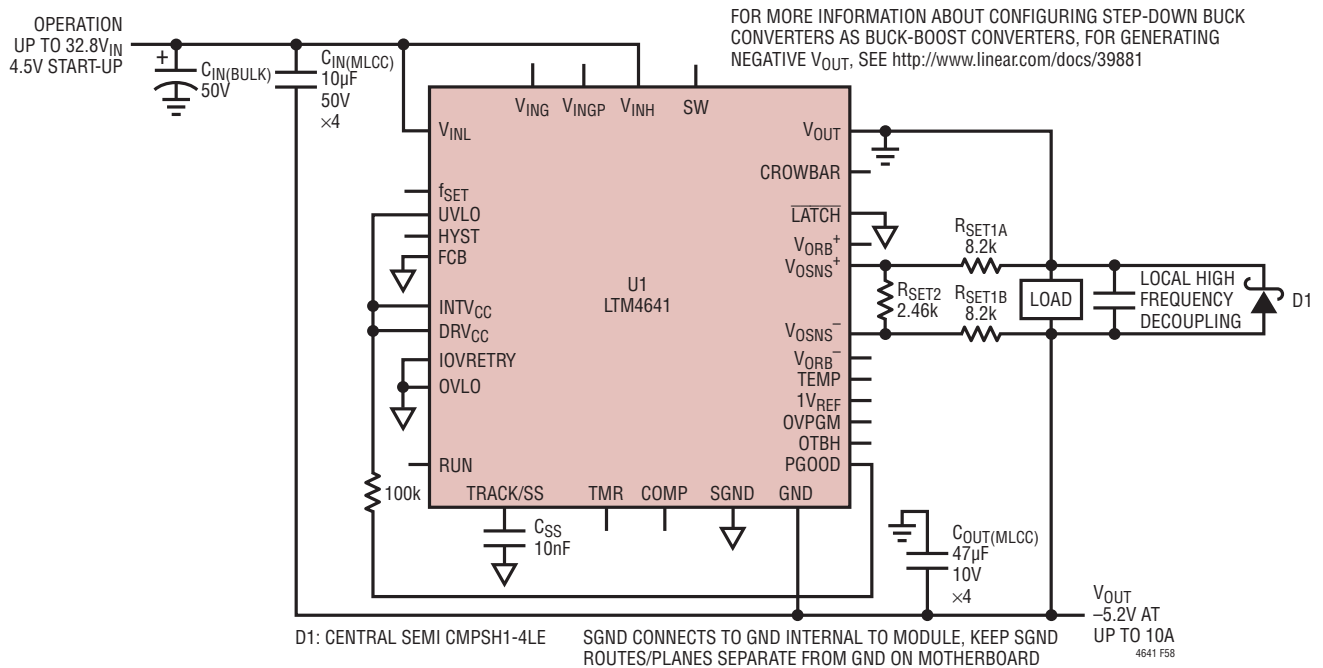 OPERATION
UP TO 32.8VIN
4.5V START-UP
FOR MORE INFORMATION ABOUT CONFIGURING STEP-DOWN BUCK
CONVERTERS AS BUCK-BOOST CONVERTERS, FOR GENERATING
NEGATIVE VOUT, SEE http://www.linear.com/docs/39881
+
CIN(BULK)
50V
CIN(MLCC)
10µF
50V
×4
VING
VINGP
VINH
SW
VINL
fSET
UVLO
HYST
FCB
INTVCC
DRVCC
IOVRETRY
OVLO
RUN
TRACK/SS
TMR
COMP
SGND
GND
U1
LTM4641
VOUT
CROWBAR
LATCH
VORB+
VOSNS+
VOSNS–
VORB–
TEMP
1VREF
OVPGM
OTBH
PGOOD
100k
CSS
10nF
RSET1A
8.2k
RSET2
2.46k
RSET1B
8.2k
LOAD
LOCAL HIGH
FREQUENCY
DECOUPLING
D1
COUT(MLCC)
47µF
10V
×4
VOUT
–5.2V AT
UP TO 10A
4641 F58
D1: CENTRAL SEMI CMPSH1-4LE
SGND CONNECTS TO GND INTERNAL TO MODULE, KEEP SGND
ROUTES/PLANES SEPARATE FROM GND ON MOTHERBOARD